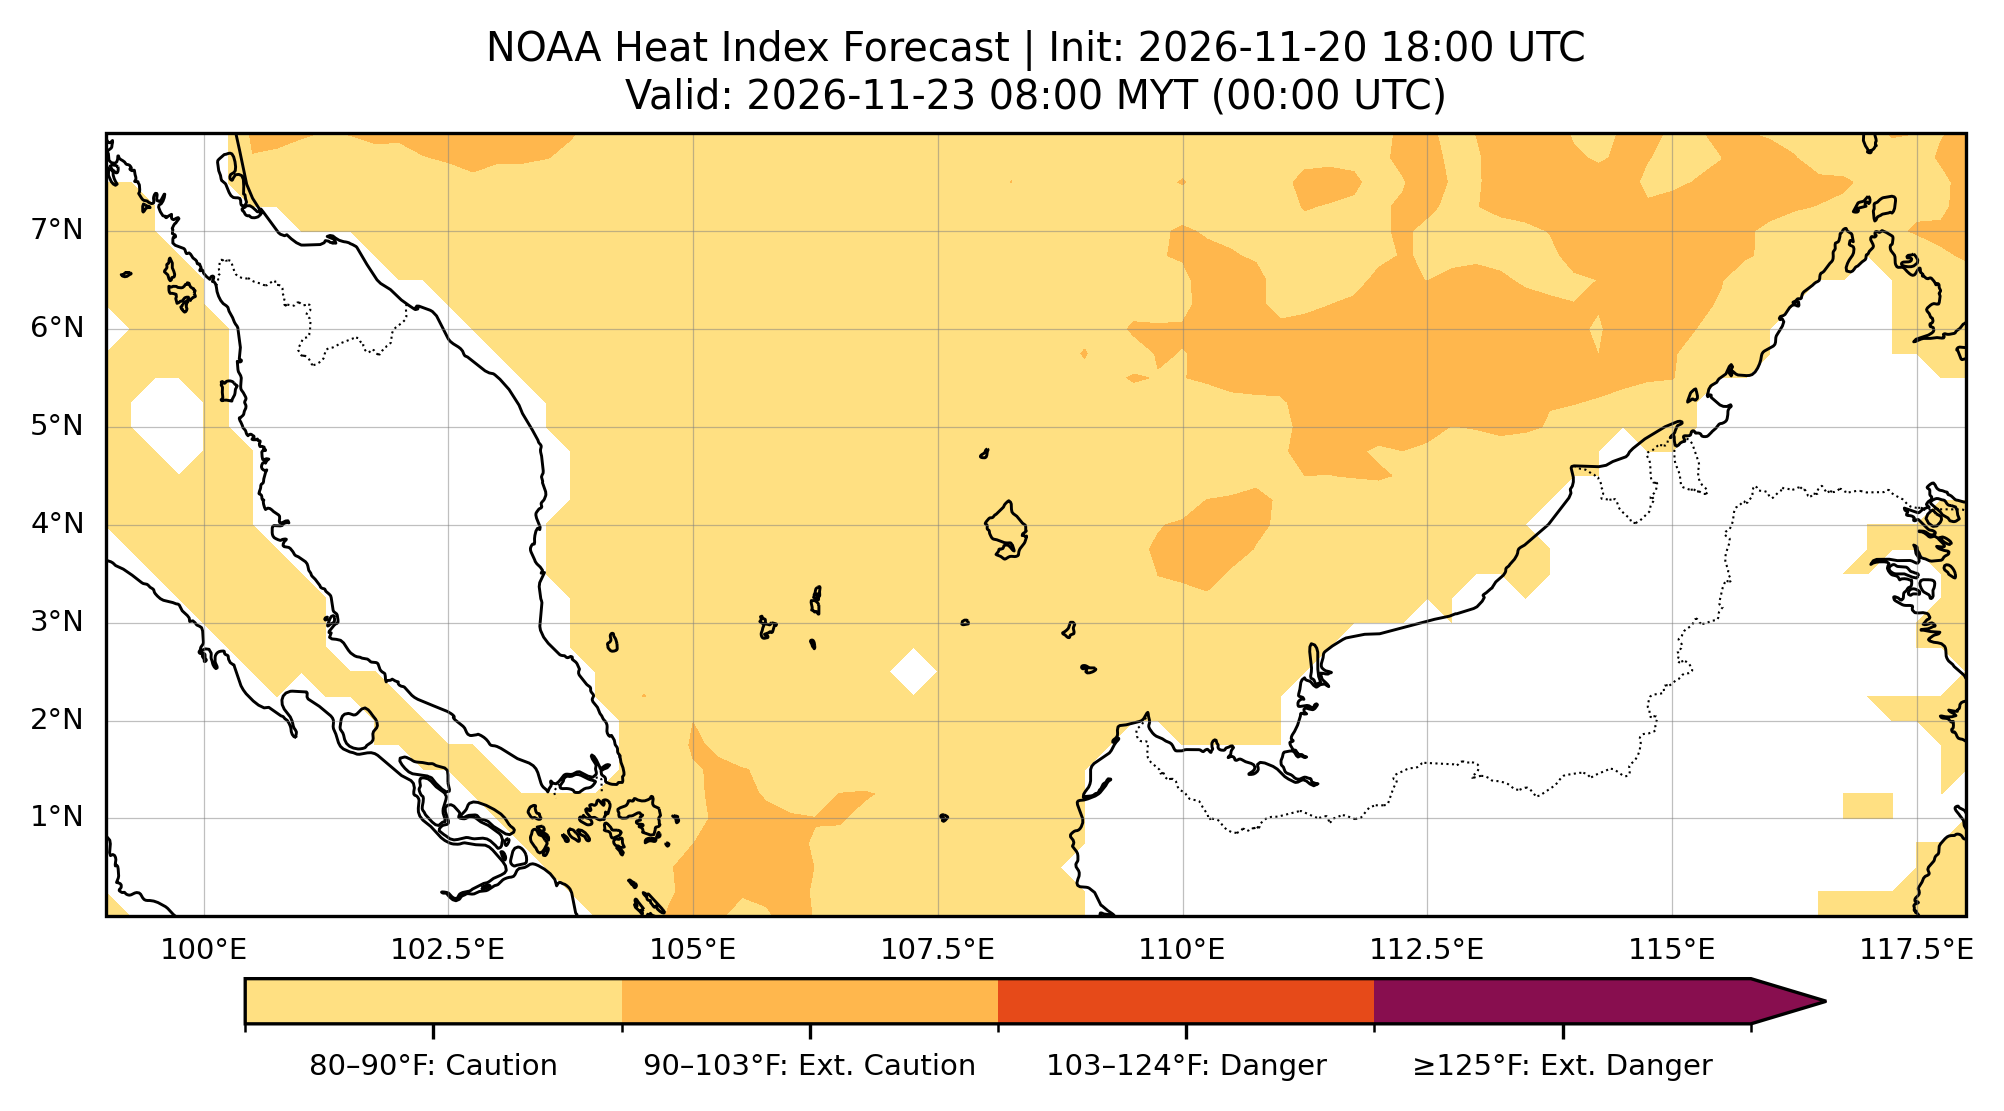 NOAA Heat Index Forecast | Init: 2026-11-20 18:00 UTC
Valid: 2026-11-23 08:00 MYT (00:00 UTC)
7°N
6°N
5°N
4°N
3°N
2°N
1°N
100°E 102.5°E 105°E 107.5°E 110°E 112.5°E 115°E 117.5°E
80–90°F: Caution 90–103°F: Ext. Caution 103–124°F: Danger ≥125°F: Ext. Danger